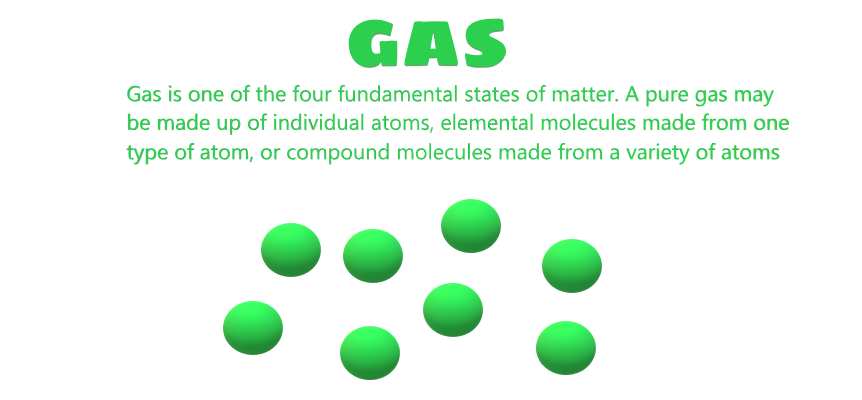 GAS
Gas is one of the four fundamental states of matter. A pure gas may
be made up of individual atoms, elemental molecules made from one
type of atom, or compound molecules made from a variety of atoms